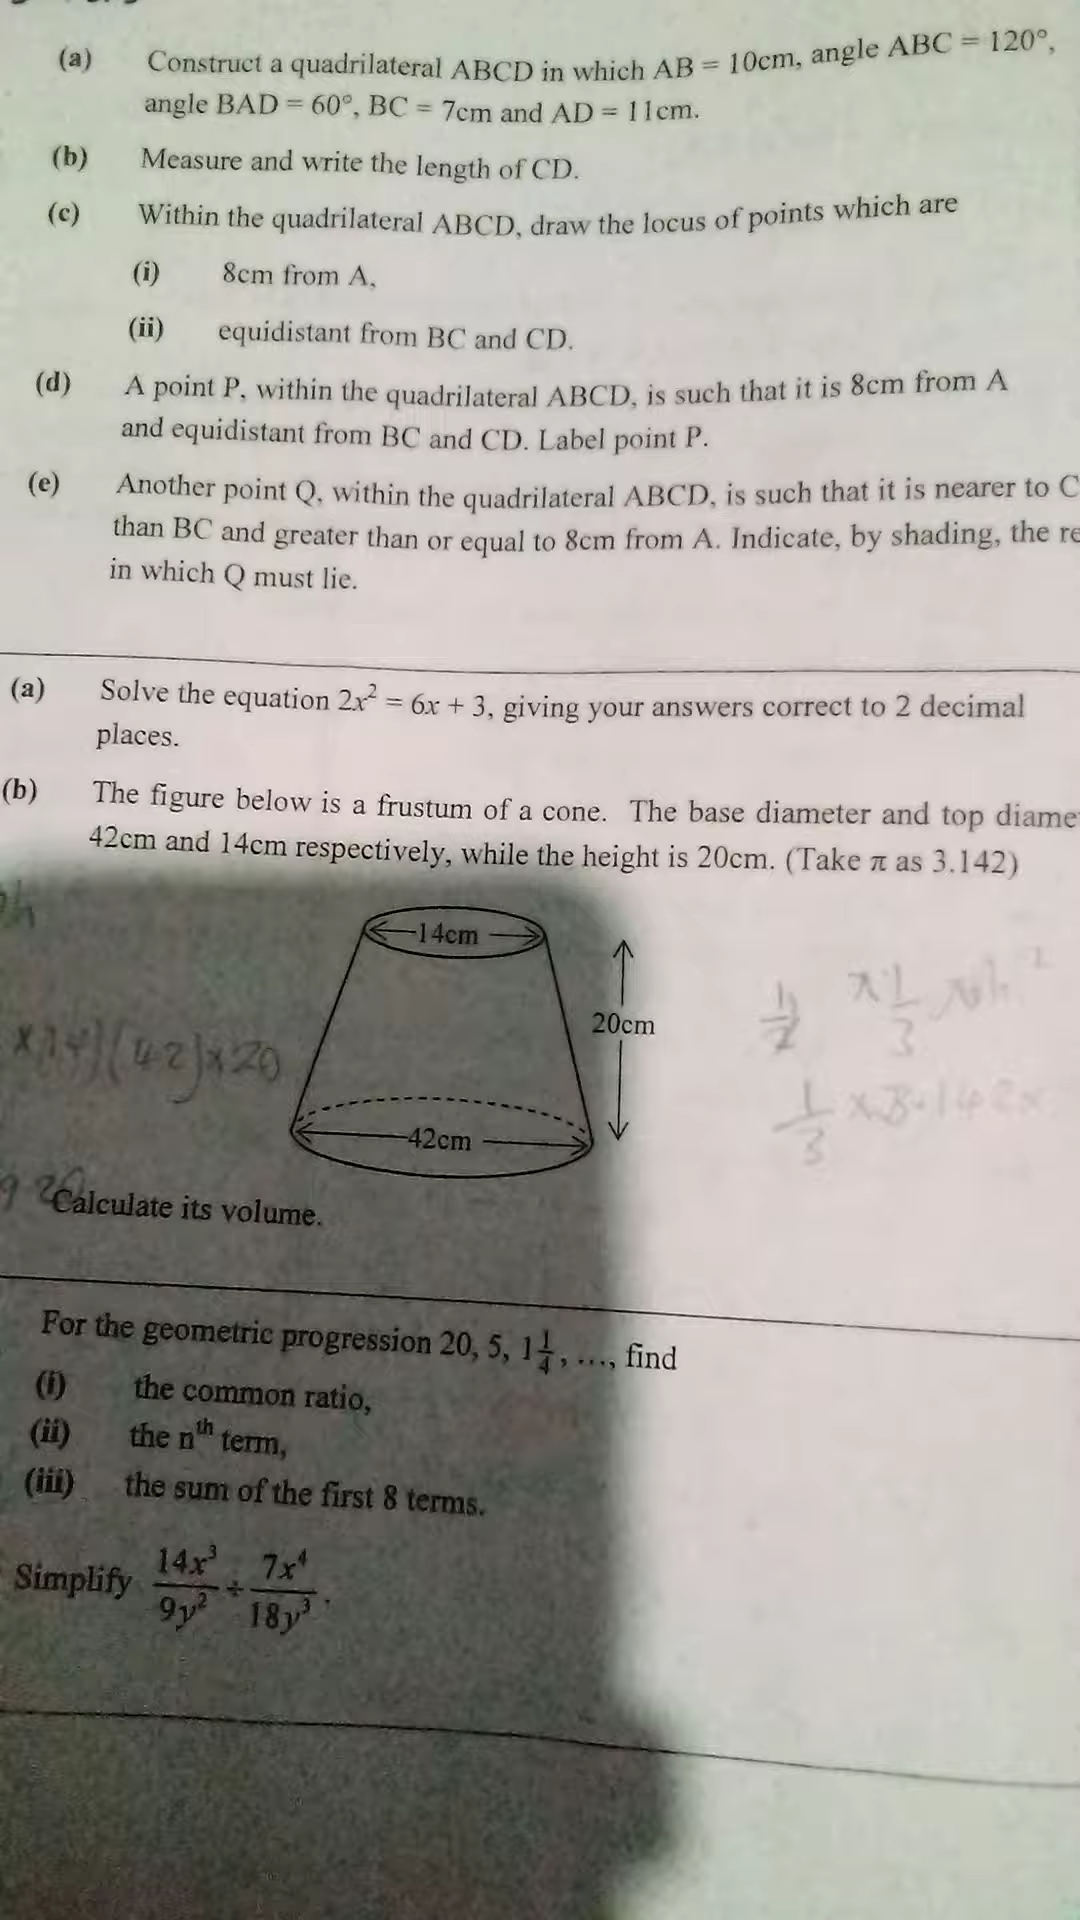 (a) Construct a quadrilateral ABCD in which AB = 10cm, angle ABC = 120°,
angle BAD = 60°, BC = 7cm and AD = 11cm.
(b) Measure and write the length of CD.
(c) Within the quadrilateral ABCD, draw the locus of points which are
(i) 8cm from A,
(ii) equidistant from BC and CD.
(d) A point P, within the quadrilateral ABCD, is such that it is 8cm from A
and equidistant from BC and CD. Label point P.
(e) Another point Q, within the quadrilateral ABCD, is such that it is nearer to C
than BC and greater than or equal to 8cm from A. Indicate, by shading, the re
in which Q must lie.
(a) Solve the equation 2x² = 6x + 3, giving your answers correct to 2 decimal
places.
(b) The figure below is a frustum of a cone. The base diameter and top diame
42cm and 14cm respectively, while the height is 20cm. (Take π as 3.142)
14cm
20cm
42cm
(42)x20
1/3 x3.142x
Calculate its volume.
For the geometric progression 20, 5, 1 1/4, ..., find
(i) the common ratio,
(ii) the nth term,
(iii) the sum of the first 8 terms.
Simplify 14x³/9y² ÷ 7x⁴/18y³.